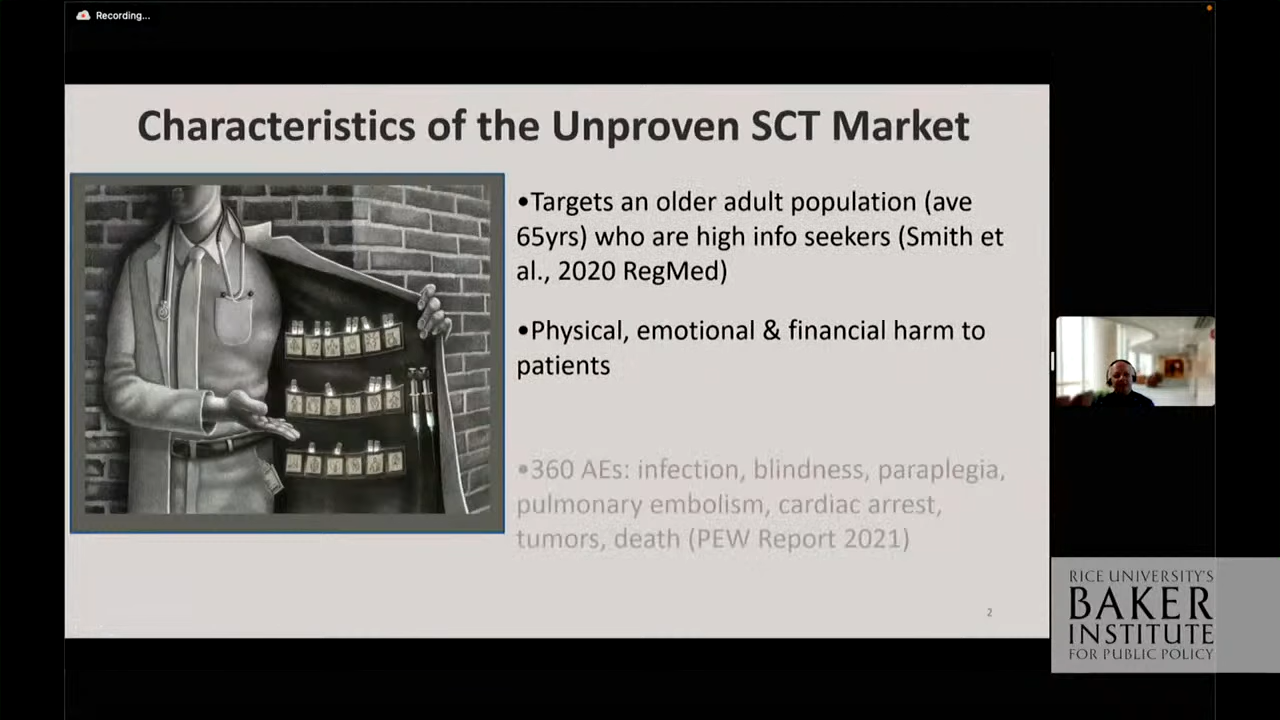 Recording...
Characteristics of the Unproven SCT Market
•Targets an older adult population (ave
65yrs) who are high info seekers (Smith et
al., 2020 RegMed)
•Physical, emotional & financial harm to
patients
•360 AEs: infection, blindness, paraplegia,
pulmonary embolism, cardiac arrest,
tumors, death (PEW Report 2021)
2
RICE UNIVERSITY'S
BAKER
INSTITUTE
FOR PUBLIC POLICY